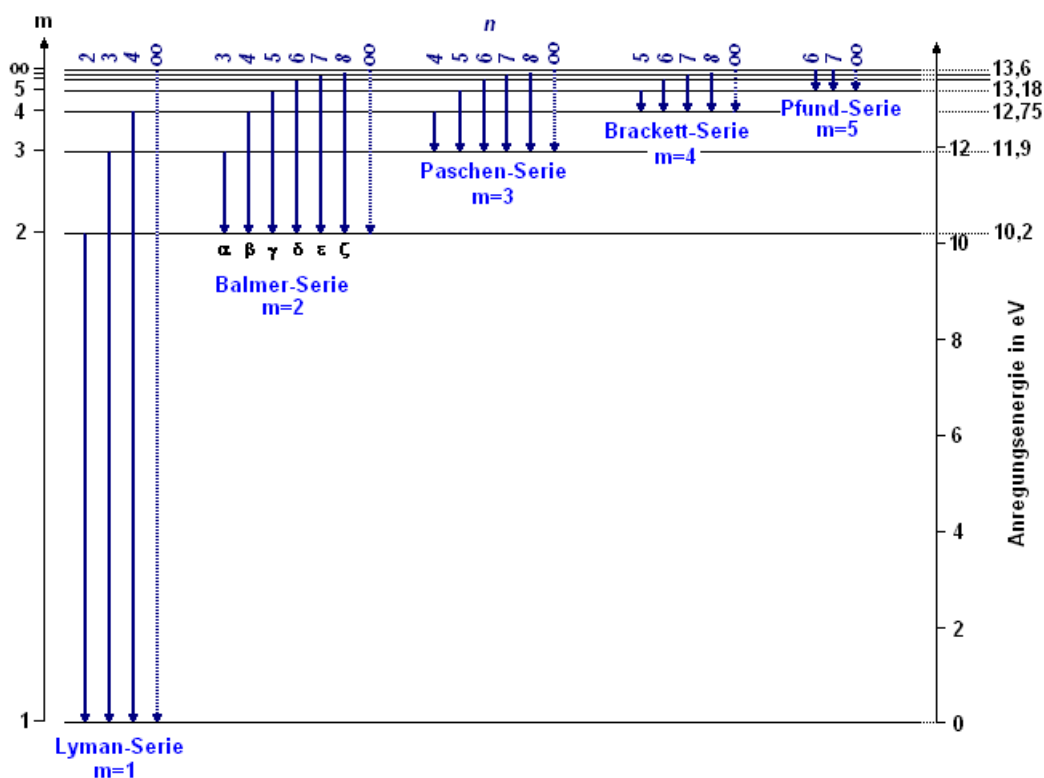 m
n
2 3 4 ∞ 3 4 5 6 7 8 ∞ 4 5 6 7 8 ∞ 5 6 7 8 ∞ 6 7 ∞
∞ 13,6
5 13,18
4 12,75
Pfund-Serie
m=5
Brackett-Serie
m=4
3 12 11,9
Paschen-Serie
m=3
2 10 10,2
α β γ δ ε ζ
Balmer-Serie
m=2
8
6
4
2
Anregungsenergie in eV
1 0
Lyman-Serie
m=1